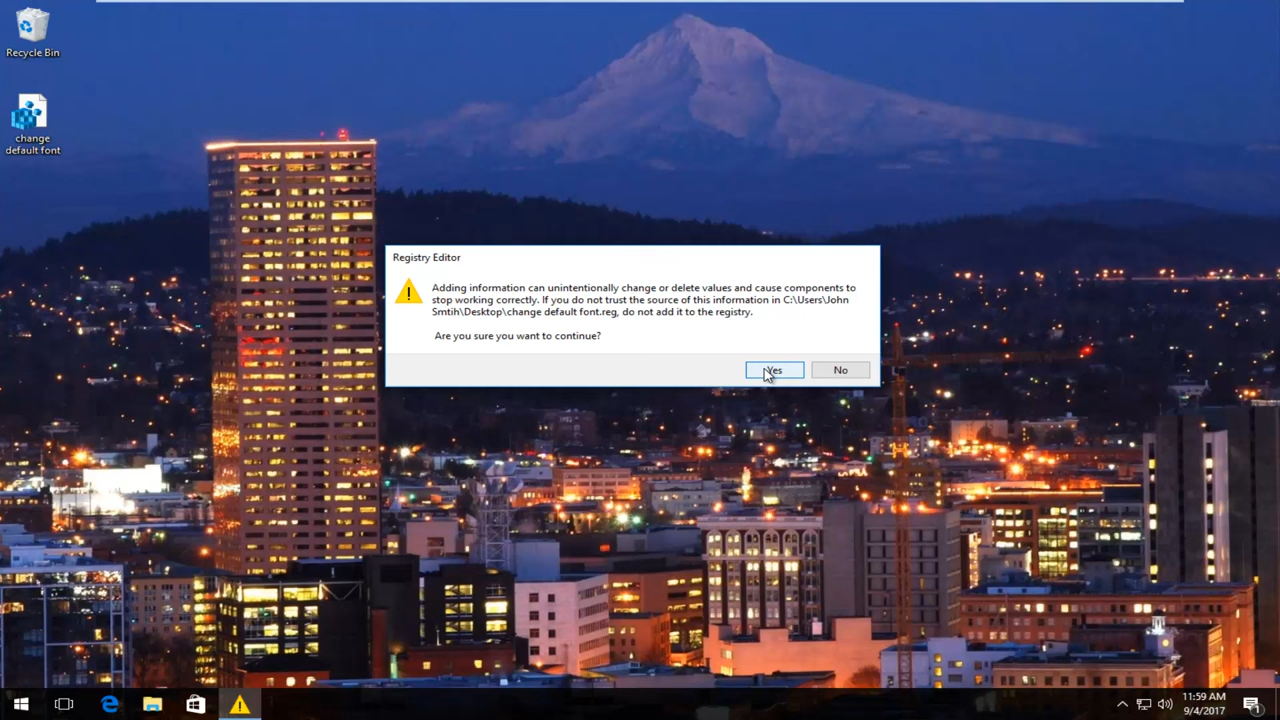 Recycle Bin
change
default font
Registry Editor
Adding information can unintentionally change or delete values and cause components to
stop working correctly. If you do not trust the source of this information in C:\Users\John
Smtih\Desktop\change default font.reg, do not add it to the registry.
Are you sure you want to continue?
Yes
No
11:59 AM
9/4/2017
1